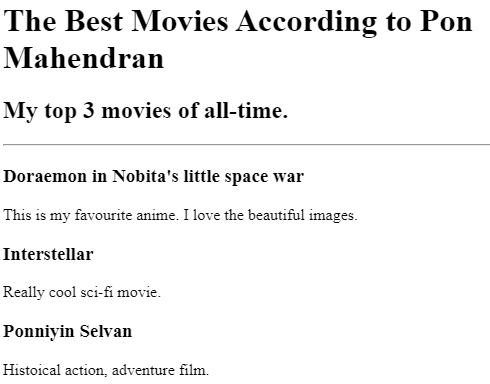 The Best Movies According to Pon
Mahendran
My top 3 movies of all-time.
Doraemon in Nobita's little space war
This is my favourite anime. I love the beautiful images.
Interstellar
Really cool sci-fi movie.
Ponniyin Selvan
Histoical action, adventure film.